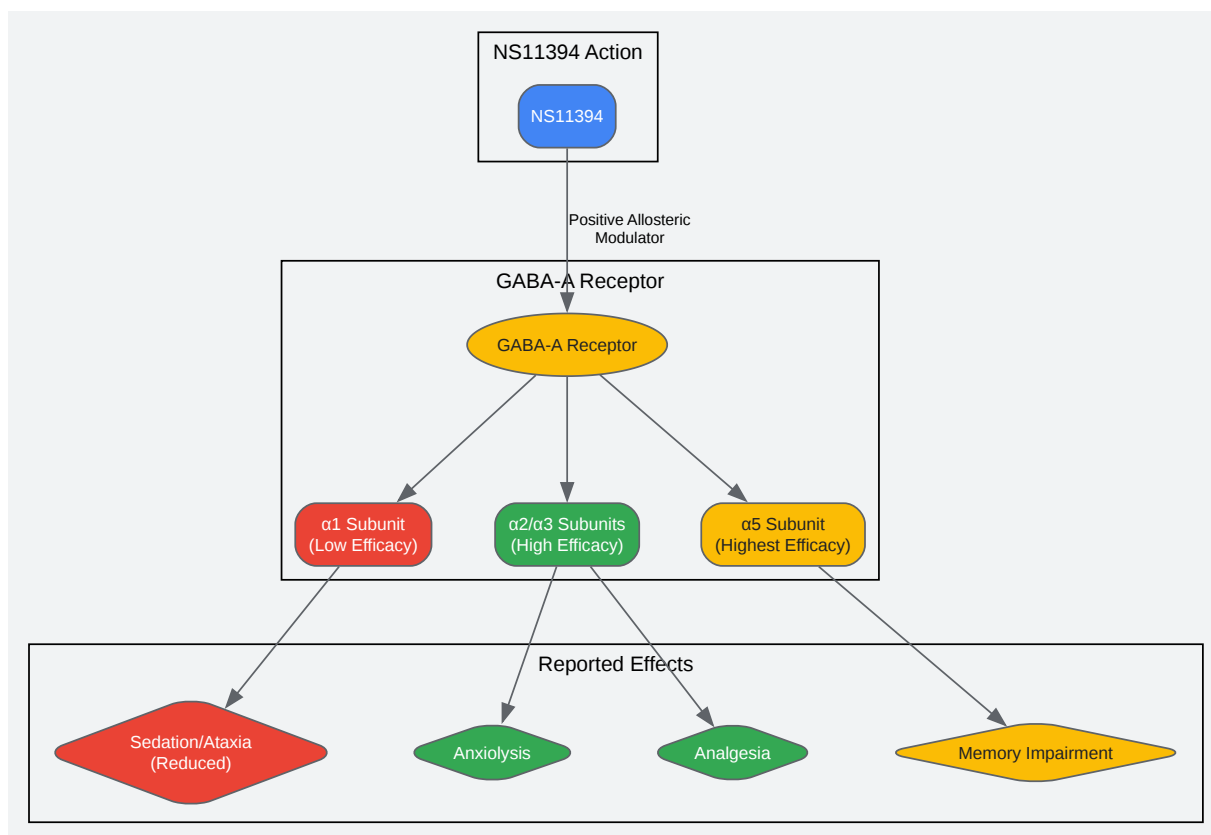 NS11394 Action
NS11394
Positive Allosteric
Modulator
GABA-A Receptor
GABA-A Receptor
α1 Subunit
(Low Efficacy)
α2/α3 Subunits
(High Efficacy)
α5 Subunit
(Highest Efficacy)
Reported Effects
Sedation/Ataxia
(Reduced)
Anxiolysis
Analgesia
Memory Impairment